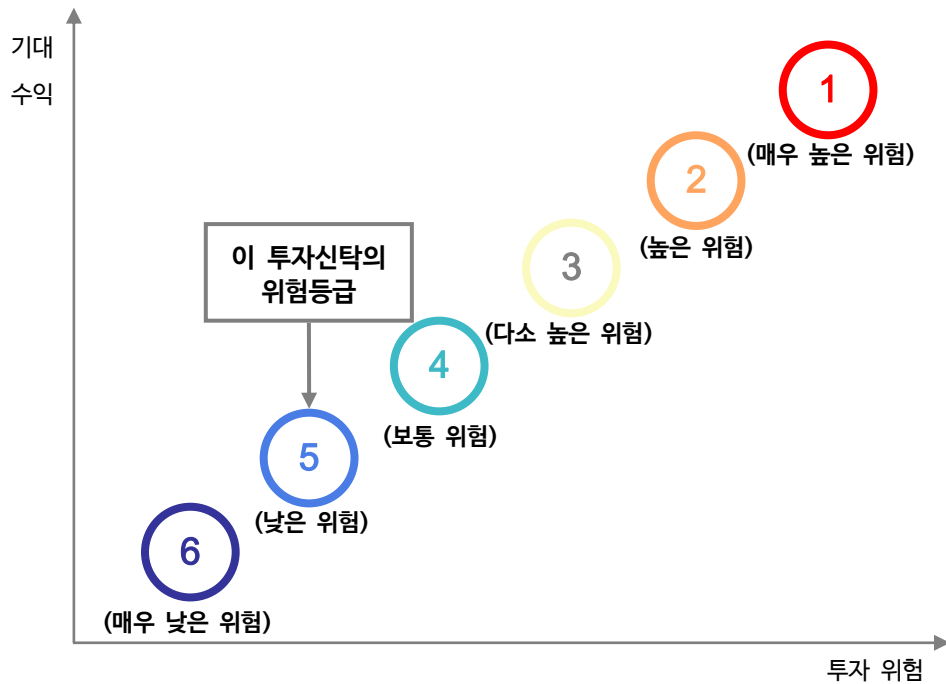 기대
수익
1
(매우 높은 위험)
2
(높은 위험)
이 투자신탁의
위험등급
3
(다소 높은 위험)
4
(보통 위험)
5
(낮은 위험)
6
(매우 낮은 위험)
투자 위험